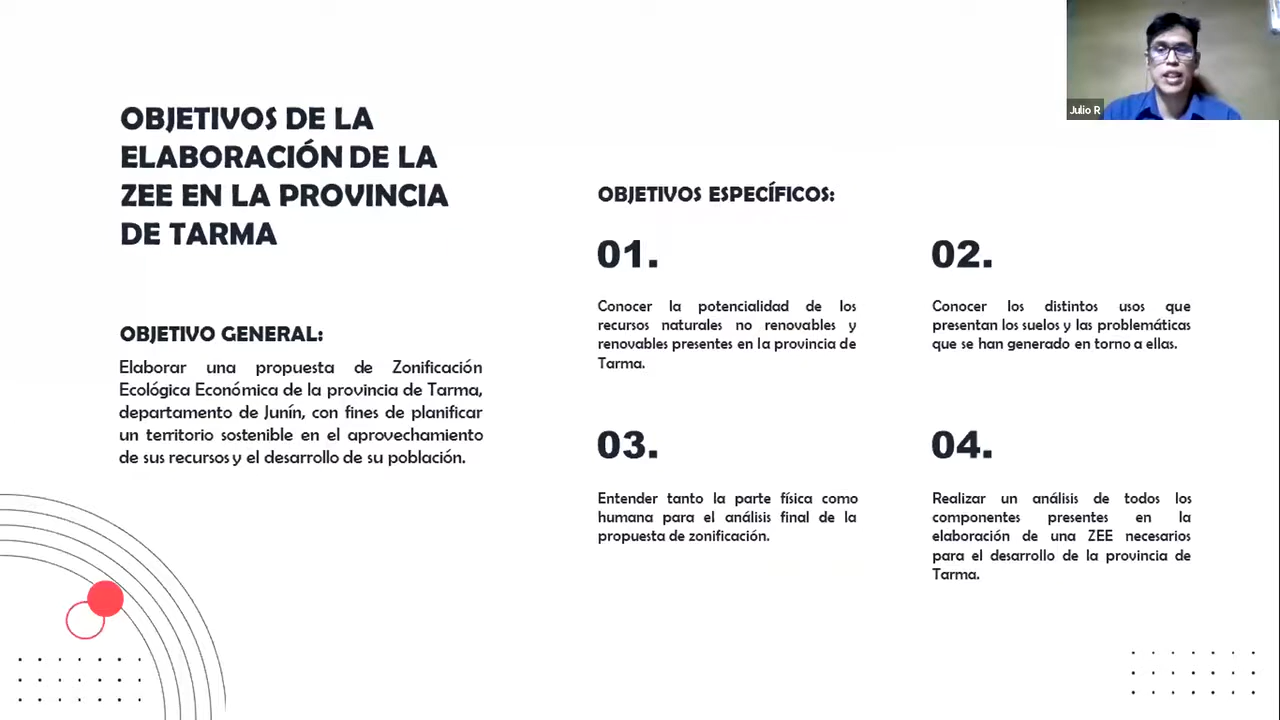 OBJETIVOS DE LA
ELABORACIÓN DE LA
ZEE EN LA PROVINCIA
DE TARMA
OBJETIVO GENERAL:
Elaborar una propuesta de Zonificación
Ecológica Económica de la provincia de Tarma,
departamento de Junín, con fines de planificar
un territorio sostenible en el aprovechamiento
de sus recursos y el desarrollo de su población.
OBJETIVOS ESPECÍFICOS:
01.
Conocer la potencialidad de los
recursos naturales no renovables y
renovables presentes en la provincia de
Tarma.
02.
Conocer los distintos usos que
presentan los suelos y las problemáticas
que se han generado en torno a ellas.
03.
Entender tanto la parte física como
humana para el análisis final de la
propuesta de zonificación.
04.
Realizar un análisis de todos los
componentes presentes en la
elaboración de una ZEE necesarios
para el desarrollo de la provincia de
Tarma.
Julio R